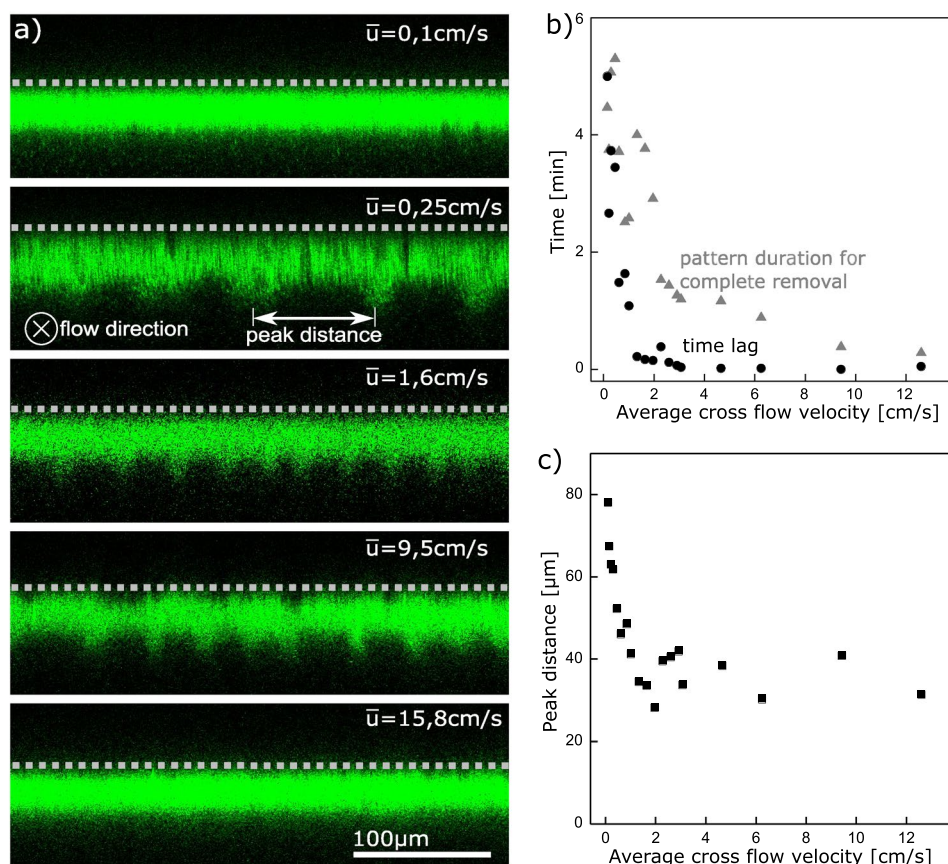 a)
u̅=0,1cm/s
u̅=0,25cm/s
flow direction
peak distance
u̅=1,6cm/s
u̅=9,5cm/s
u̅=15,8cm/s
100µm
b)
6
4
2
0
Time [min]
pattern duration for
complete removal
time lag
0 2 4 6 8 10 12
Average cross flow velocity [cm/s]
c)
80
60
40
20
0
Peak distance [µm]
0 2 4 6 8 10 12
Average cross flow velocity [cm/s]